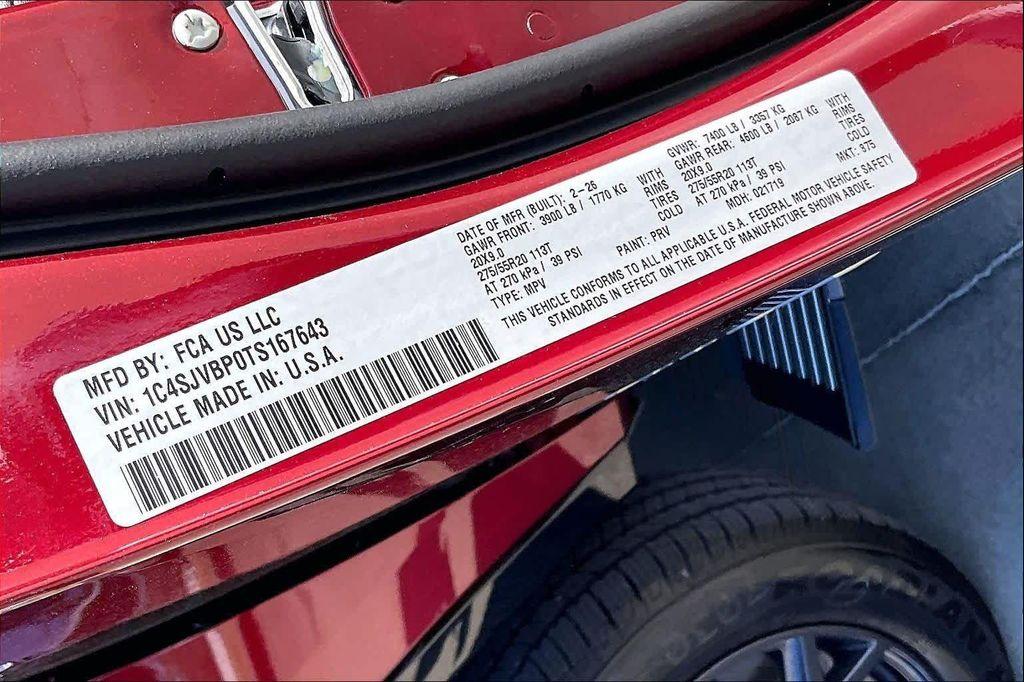 MFD BY: FCA US LLC
VIN: 1C4SJVBP0TS167643
VEHICLE MADE IN: U.S.A.
DATE OF MFR (BUILT): 2-26 GVWR: 7400 LB / 3357 KG
GAWR FRONT: 3900 LB / 1770 KG WITH GAWR REAR: 4600 LB / 2087 KG WITH
20X9.0 RIMS 20X9.0 RIMS
275/55R20 113T TIRES 275/55R20 113T TIRES
AT 270 kPa / 39 PSI COLD AT 270 kPa / 39 PSI COLD
TYPE: MPV PAINT: PRV MDH: 021719 MKT: 975
THIS VEHICLE CONFORMS TO ALL APPLICABLE U.S.A. FEDERAL MOTOR VEHICLE SAFETY
STANDARDS IN EFFECT ON THE DATE OF MANUFACTURE SHOWN ABOVE.